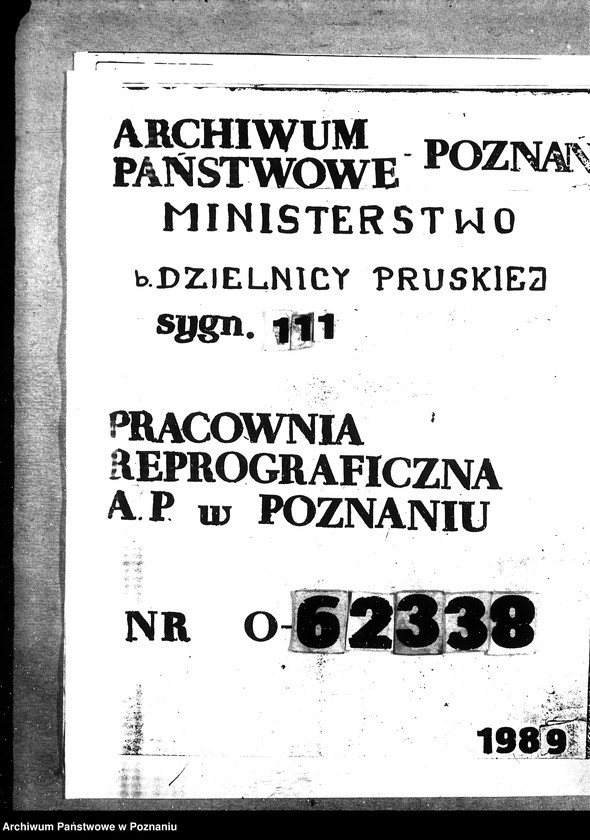 ARCHIWUM
PAŃSTWOWE - POZNAŃ
MINISTERSTWO
b. DZIELNICY PRUSKIEJ
sygn. 111
PRACOWNIA
REPROGRAFICZNA
A.P. w POZNANIU
NR O-62338
1989
Archiwum Państwowe w Poznaniu